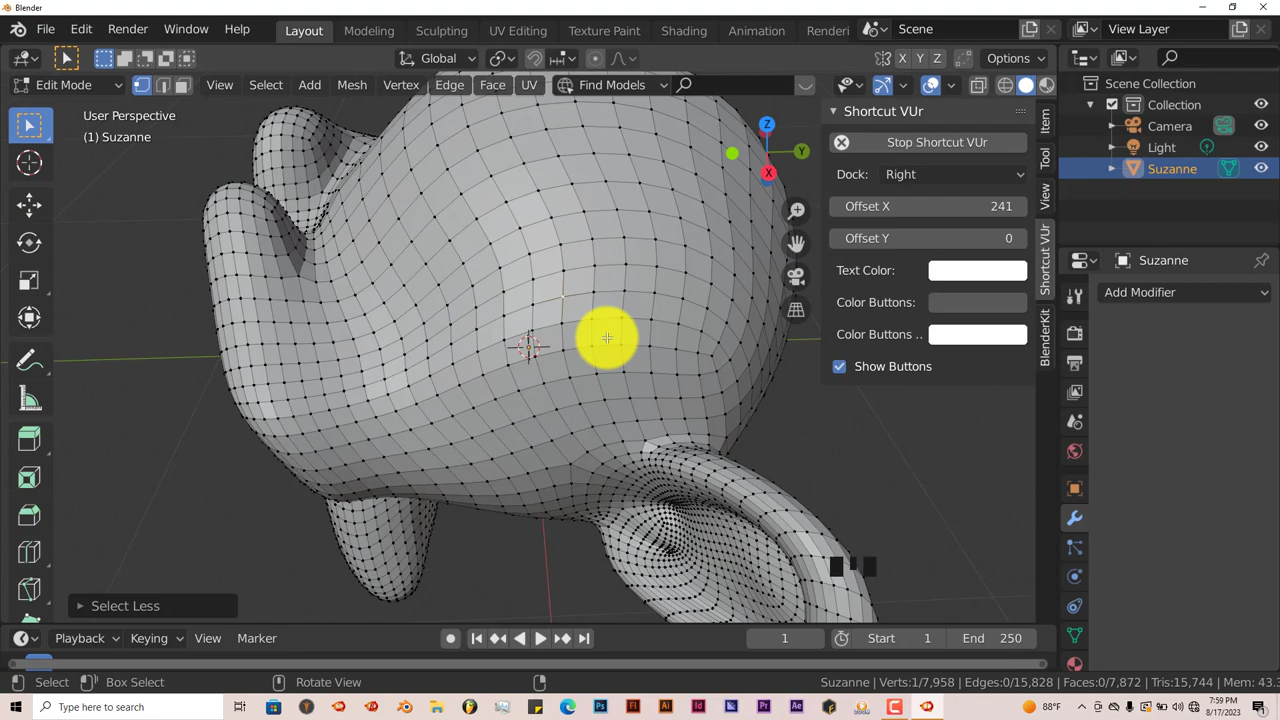 Blender
File Edit Render Window Help Layout Modeling Sculpting UV Editing Texture Paint Shading Animation Renderi Scene View Layer
Global X Y Z Options
Edit Mode View Select Add Mesh Vertex Edge Face UV Find Models
User Perspective
(1) Suzanne
Z
Y
X
Shortcut VUr
Stop Shortcut VUr
Dock: Right
Offset X 241
Offset Y 0
Text Color:
Color Buttons:
Color Buttons ..
Show Buttons
Item
Tool
View
Shortcut VUr
BlenderKit
Scene Collection
Collection
Camera
Light
Suzanne
Suzanne
Add Modifier
Select Less
Playback Keying View Marker 1 Start 1 End 250
Select Box Select Rotate View Suzanne | Verts:1/7,958 | Edges:0/15,828 | Faces:0/7,872 | Tris:15,744 | Mem: 43.3
Type here to search 88°F 7:59 PM
8/17/2023